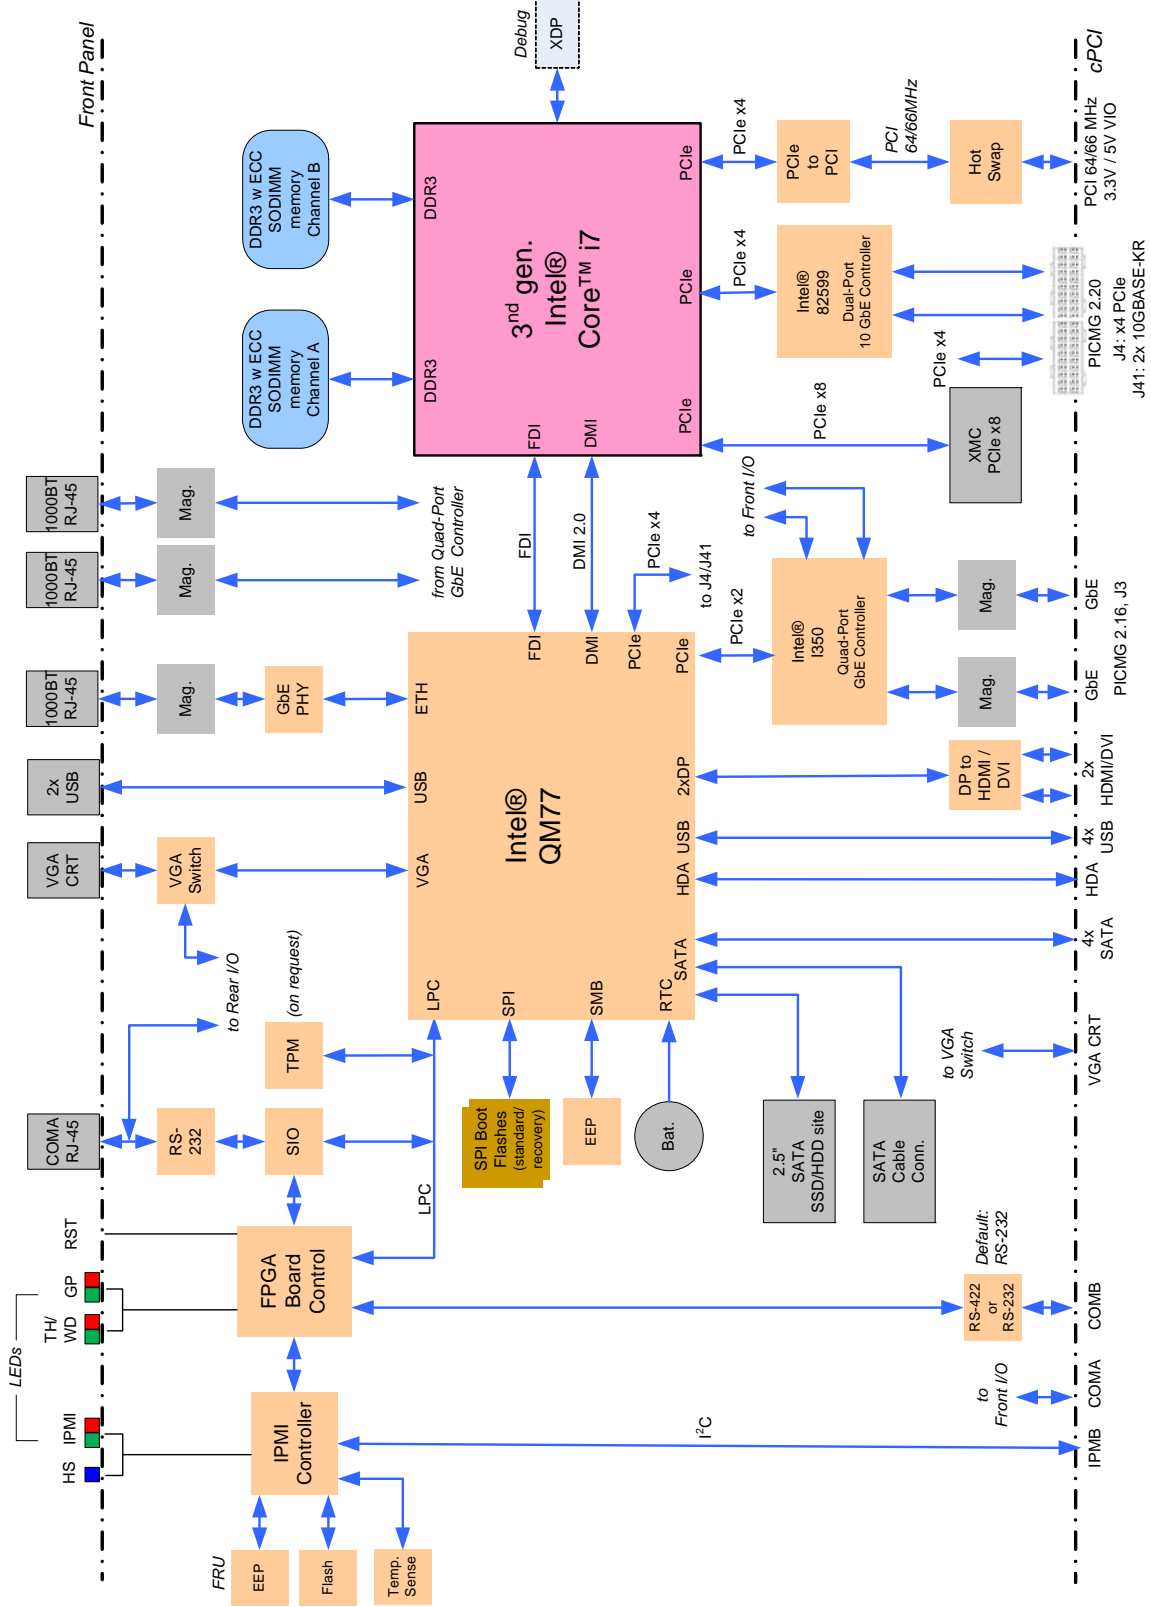 Front Panel
LEDs
HS
IPMI
TH/
WD
GP
RST
COMA
RJ-45
VGA
CRT
2x
USB
1000BT
RJ-45
1000BT
RJ-45
1000BT
RJ-45
RS-
232
VGA
Switch
Mag.
Mag.
Mag.
to Rear I/O
FRU
EEP
Flash
Temp.
Sense
IPMI
Controller
FPGA
Board
Control
SIO
TPM
(on request)
GbE
PHY
DDR3 w ECC
SODIMM
memory
Channel A
DDR3 w ECC
SODIMM
memory
Channel B
from Quad-Port
GbE Controller
LPC
LPC
VGA
USB
ETH
DDR3
DDR3
SPI Boot
Flashes
(standard/
recovery)
SPI
Intel®
QM77
FDI
FDI
FDI
3nd gen.
Intel®
Core™ i7
Debug
XDP
EEP
SMB
DMI
DMI 2.0
DMI
Bat.
RTC
SATA
HDA
USB
2xDP
PCIe
PCIe
PCIe x4
to J4/J41
PCIe
PCIe
PCIe
PCIe x2
to Front I/O
PCIe x8
PCIe x4
PCIe x4
2.5"
SATA
SSD/HDD site
SATA
Cable
Conn.
Intel®
I350
Quad-Port
GbE Controller
Intel®
82599
Dual-Port
10 GbE Controller
PCIe
to
PCI
PCI
64/66MHz
I2C
Default:
RS-232
RS-422
or
RS-232
to
Front I/O
to VGA
Switch
DP to
HDMI /
DVI
Mag.
Mag.
XMC
PCIe x8
PCIe x4
Hot
Swap
cPCI
IPMB
COMA
COMB
VGA CRT
4x
SATA
HDA
4x
USB
2x
HDMI/DVI
GbE
GbE
PICMG 2.16, J3
PICMG 2.20
J4: x4 PCIe
J41: 2x 10GBASE-KR
PCI 64/66 MHz
3.3V / 5V VIO